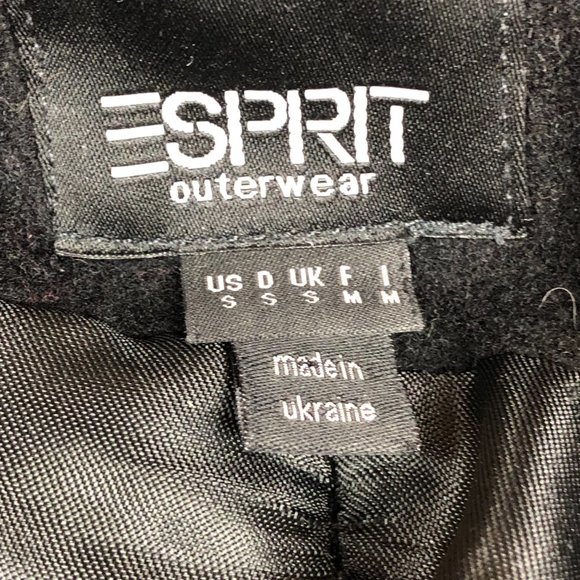 ESPRIT
outerwear
US D UK F I
S S S M M
made in
ukraine